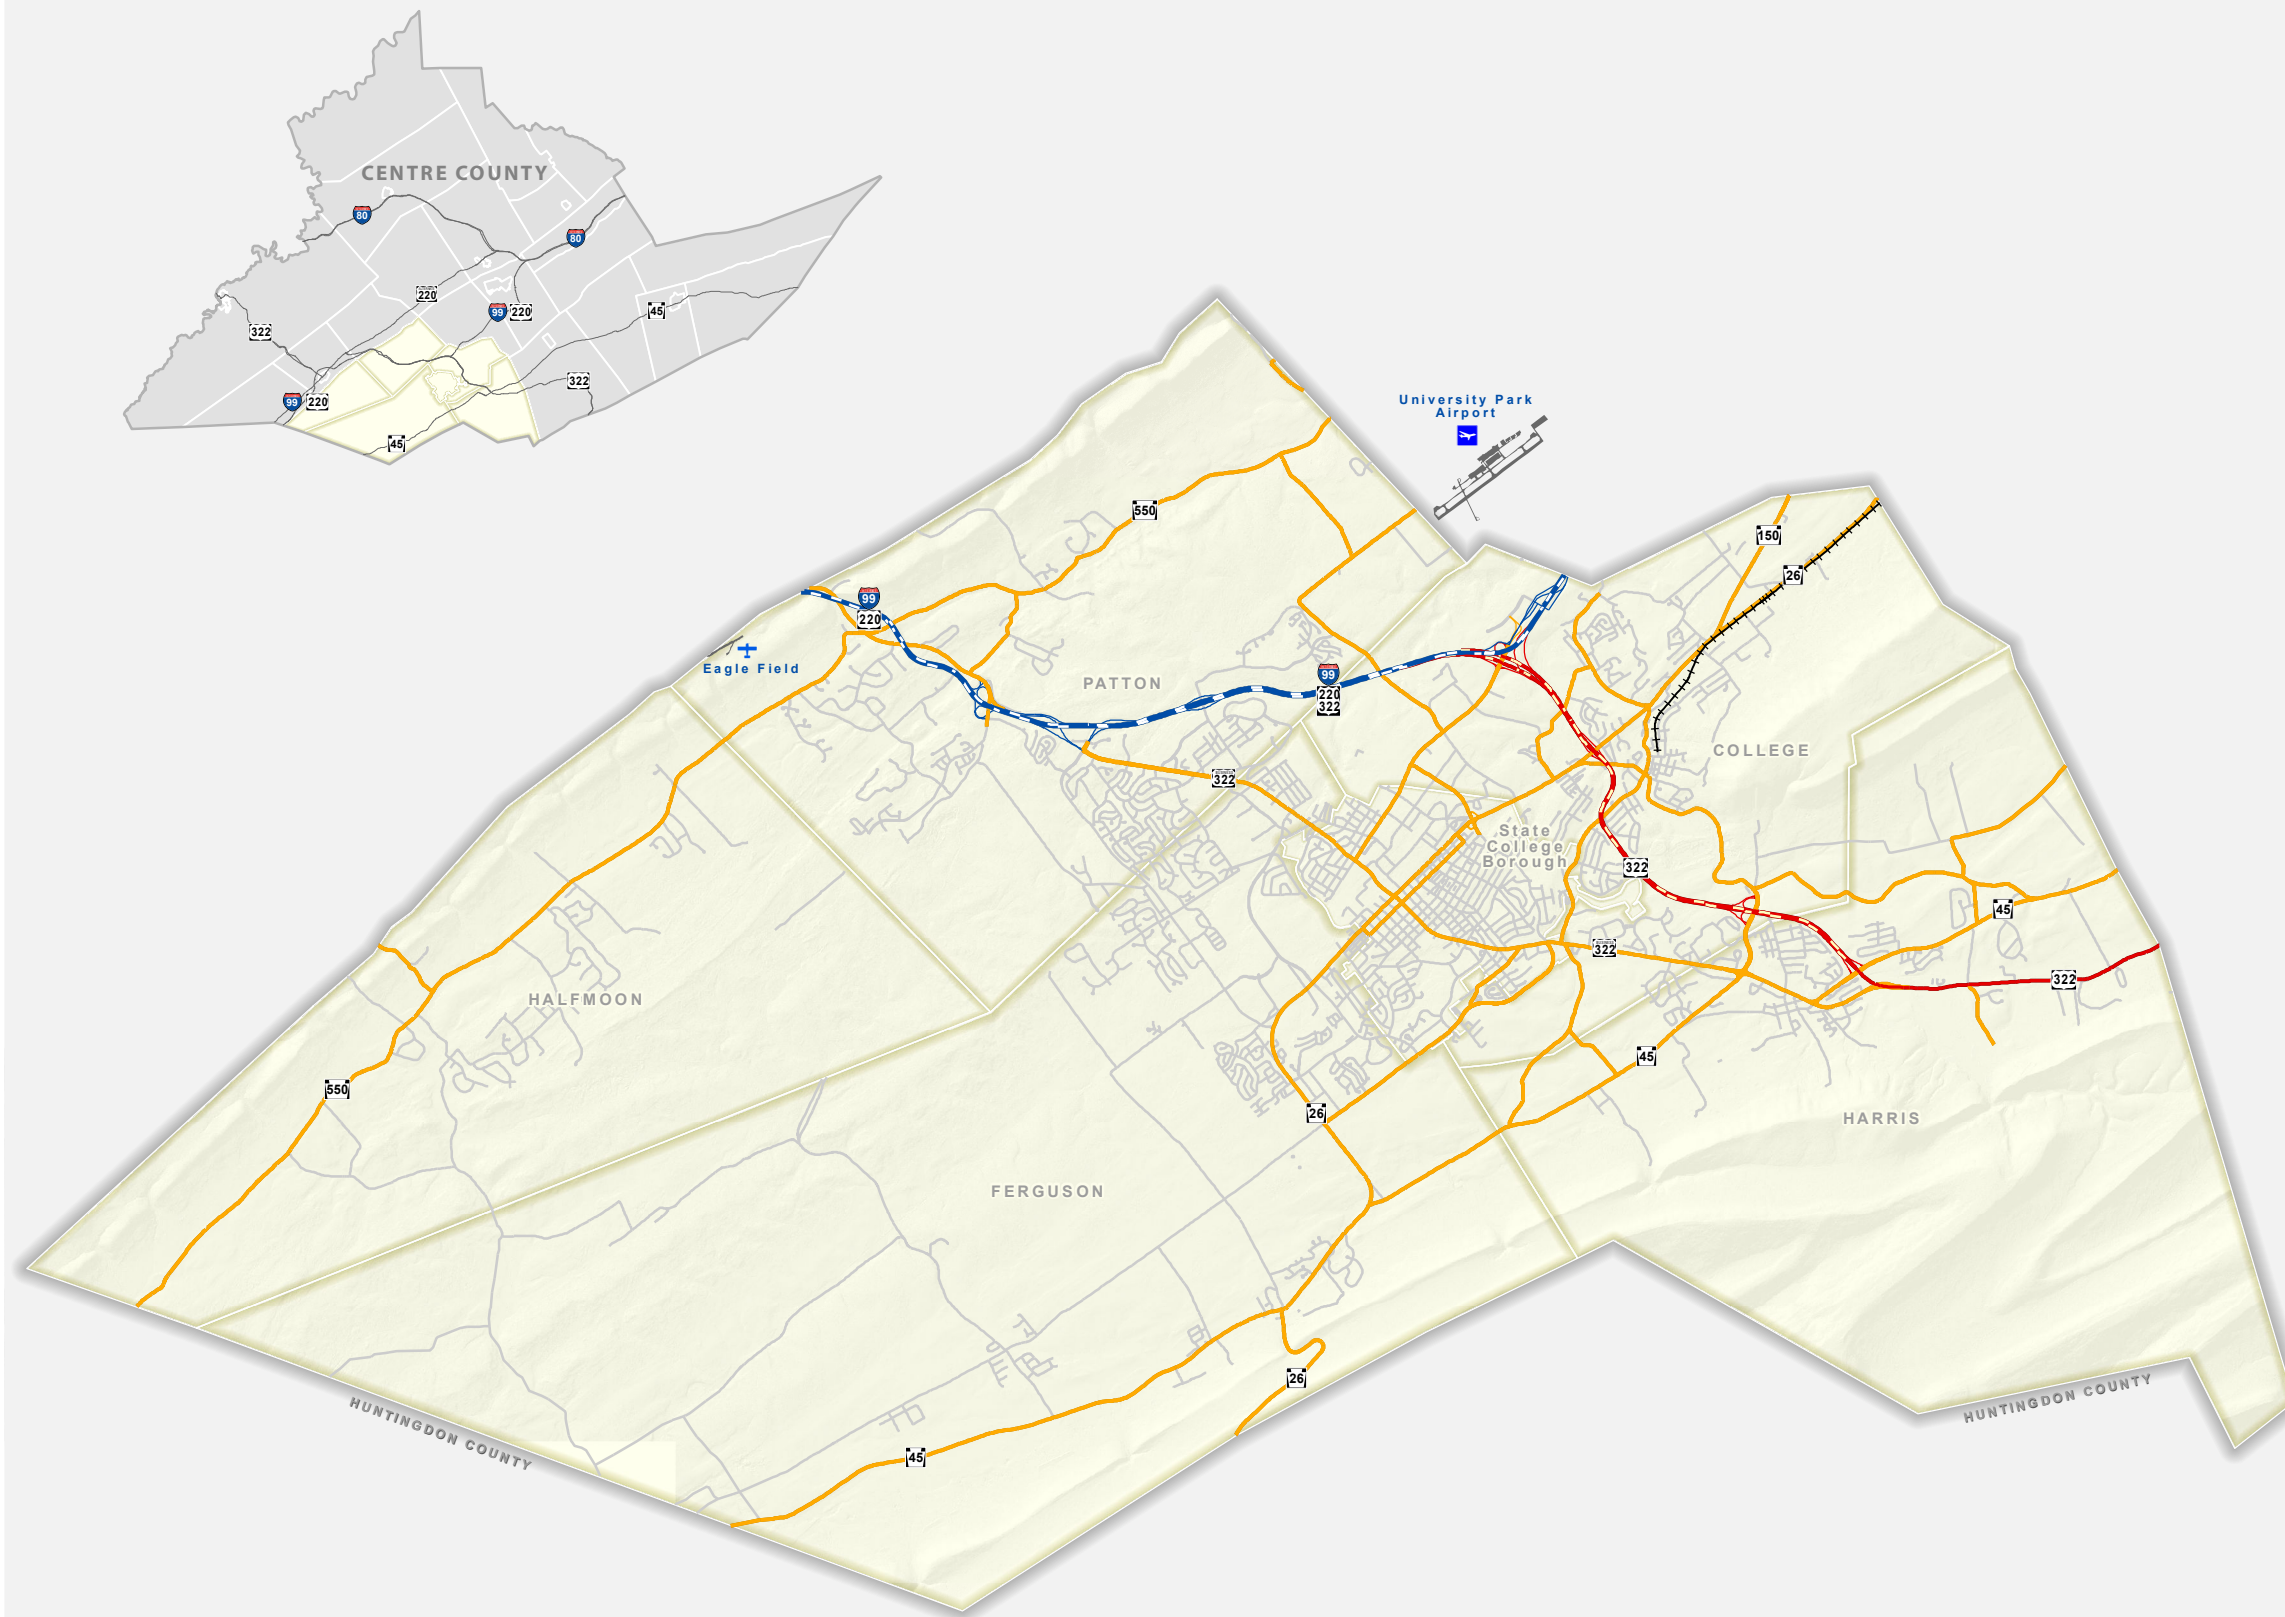 CENTRE COUNTY
80
80
220
99
220
45
322
322
99
220
45
University Park
Airport
550
150
26
99
220
Eagle Field
PATTON
99
220
322
COLLEGE
322
State
College
Borough
322
45
322
322
HALFMOON
45
550
26
HARRIS
FERGUSON
26
HUNTINGDON COUNTY
HUNTINGDON COUNTY
45